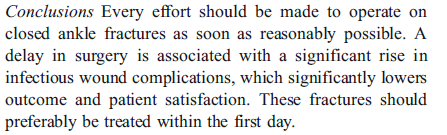 Conclusions Every effort should be made to operate on
closed ankle fractures as soon as reasonably possible. A
delay in surgery is associated with a significant rise in
infectious wound complications, which significantly lowers
outcome and patient satisfaction. These fractures should
preferably be treated within the first day.